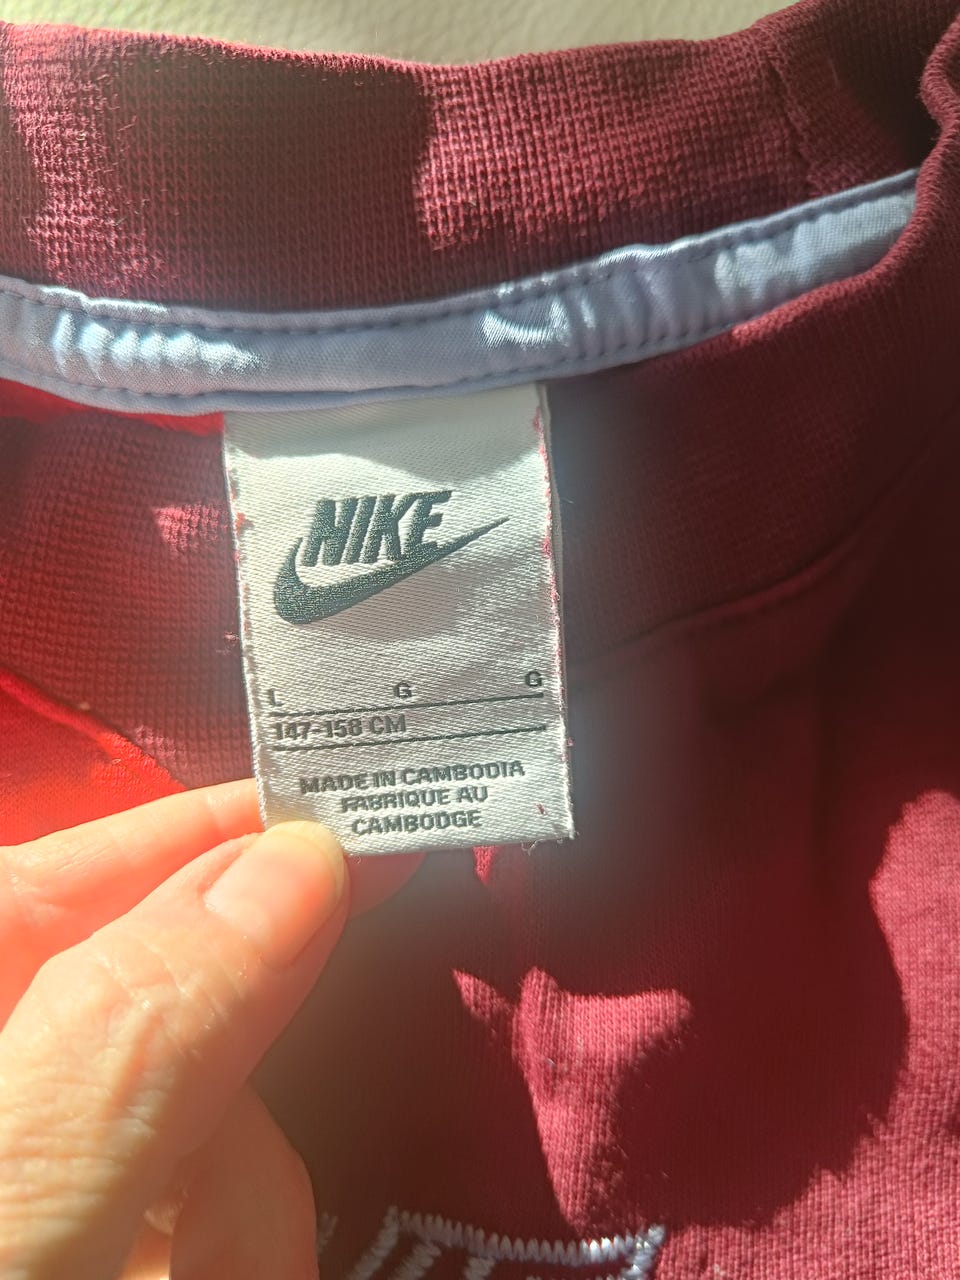 NIKE
L G G
147-158 CM
MADE IN CAMBODIA
FABRIQUE AU
CAMBODGE